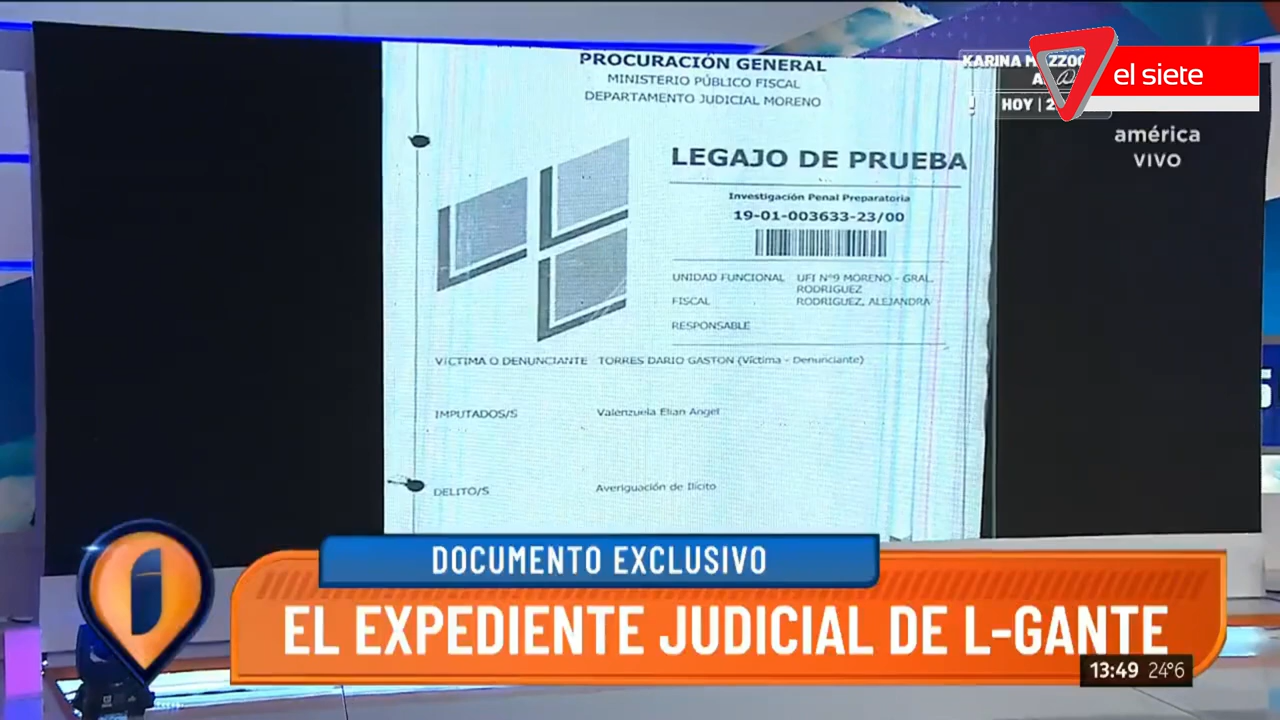 PROCURACIÓN GENERAL
MINISTERIO PÚBLICO FISCAL
DEPARTAMENTO JUDICIAL MORENO
LEGAJO DE PRUEBA
Investigación Penal Preparatoria
19-01-003633-23/00
UNIDAD FUNCIONAL UFI Nº9 MORENO - GRAL. RODRIGUEZ
FISCAL RODRIGUEZ, ALEJANDRA
RESPONSABLE
VÍCTIMA O DENUNCIANTE TORRES DARIO GASTON (Víctima - Denunciante)
IMPUTADOS/S Valenzuela Elian Angel
DELITO/S Averiguación de Ilícito
KARINA
HOY |
el siete
américa
VIVO
DOCUMENTO EXCLUSIVO
EL EXPEDIENTE JUDICIAL DE L-GANTE
13:49 24°6